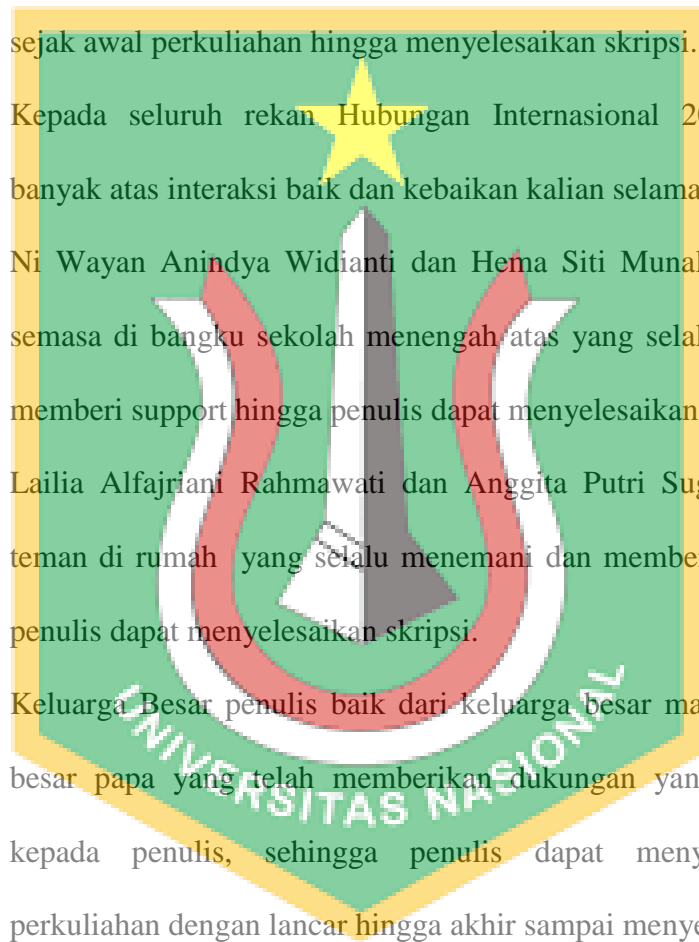 sejak awal perkuliahan hingga menyelesaikan skripsi.
Kepada seluruh rekan Hubungan Internasional
banyak atas interaksi baik dan kebaikan kalian selama
Ni Wayan Anindya Widianti dan Hema Siti
semasa di bangku sekolah menengah atas yang
memberi support hingga penulis dapat menyelesaikan
Lailia Alfajriani Rahmawati dan Anggita Putri
teman di rumah yang selalu menemani dan
penulis dapat menyelesaikan skripsi.
Keluarga Besar penulis baik dari keluarga besar
besar papa yang telah memberikan dukungan
kepada penulis, sehingga penulis dapat
perkuliahan dengan lancar hingga akhir sampai
UNIVERSITAS NASIONAL